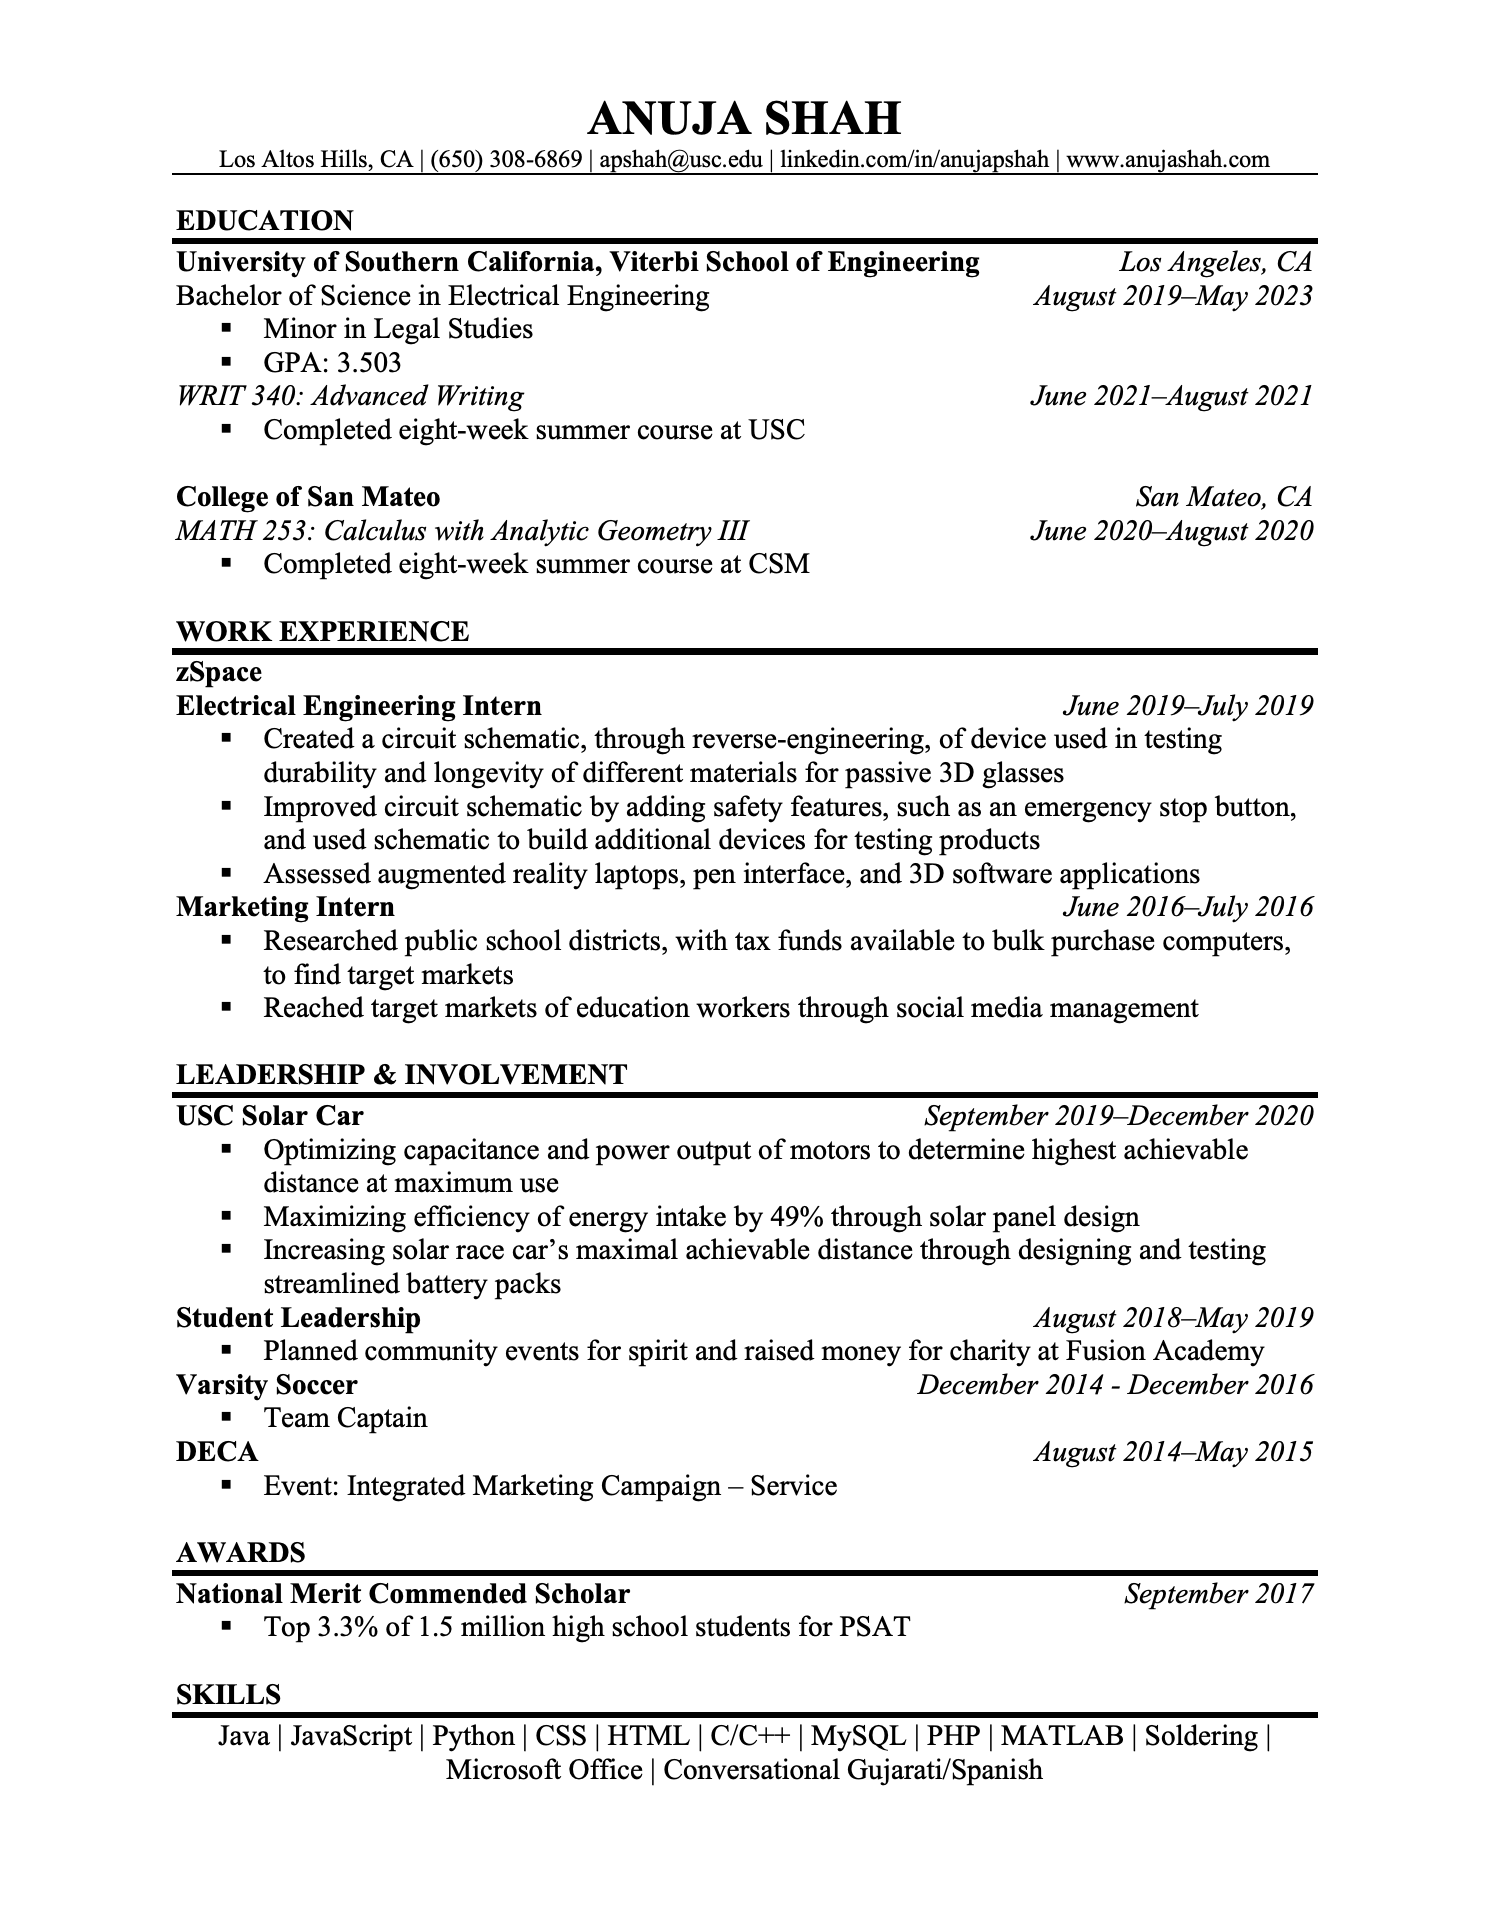 ANUJA SHAH
Los Altos Hills, CA | (650) 308-6869 | apshah@usc.edu | linkedin.com/in/anujapshah | www.anujashah.com
EDUCATION
University of Southern California, Viterbi School of Engineering Los Angeles, CA
Bachelor of Science in Electrical Engineering August 2019–May 2023
▪ Minor in Legal Studies
▪ GPA: 3.503
WRIT 340: Advanced Writing June 2021–August 2021
▪ Completed eight-week summer course at USC
College of San Mateo San Mateo, CA
MATH 253: Calculus with Analytic Geometry III June 2020–August 2020
▪ Completed eight-week summer course at CSM
WORK EXPERIENCE
zSpace
Electrical Engineering Intern June 2019–July 2019
▪ Created a circuit schematic, through reverse-engineering, of device used in testing
durability and longevity of different materials for passive 3D glasses
▪ Improved circuit schematic by adding safety features, such as an emergency stop button,
and used schematic to build additional devices for testing products
▪ Assessed augmented reality laptops, pen interface, and 3D software applications
Marketing Intern June 2016–July 2016
▪ Researched public school districts, with tax funds available to bulk purchase computers,
to find target markets
▪ Reached target markets of education workers through social media management
LEADERSHIP & INVOLVEMENT
USC Solar Car September 2019–December 2020
▪ Optimizing capacitance and power output of motors to determine highest achievable
distance at maximum use
▪ Maximizing efficiency of energy intake by 49% through solar panel design
▪ Increasing solar race car’s maximal achievable distance through designing and testing
streamlined battery packs
Student Leadership August 2018–May 2019
▪ Planned community events for spirit and raised money for charity at Fusion Academy
Varsity Soccer December 2014 - December 2016
▪ Team Captain
DECA August 2014–May 2015
▪ Event: Integrated Marketing Campaign – Service
AWARDS
National Merit Commended Scholar September 2017
▪ Top 3.3% of 1.5 million high school students for PSAT
SKILLS
Java | JavaScript | Python | CSS | HTML | C/C++ | MySQL | PHP | MATLAB | Soldering |
Microsoft Office | Conversational Gujarati/Spanish